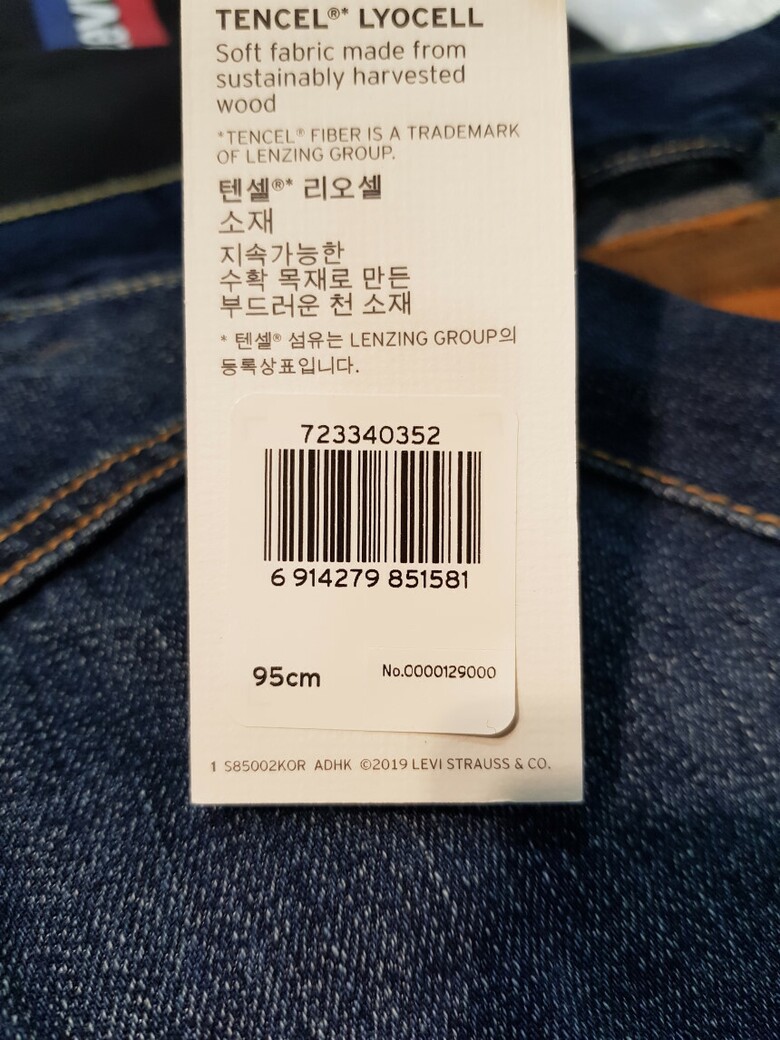 TENCEL®* LYOCELL
Soft fabric made from
sustainably harvested
wood
*TENCEL® FIBER IS A TRADEMARK
OF LENZING GROUP.
텐셀®* 리오셀
소재
지속가능한
수확 목재로 만든
부드러운 천 소재
* 텐셀® 섬유는 LENZING GROUP의
등록상표입니다.
723340352
6 914279 851581
95cm No.0000129000
1 S85002KOR ADHK ©2019 LEVI STRAUSS & CO.